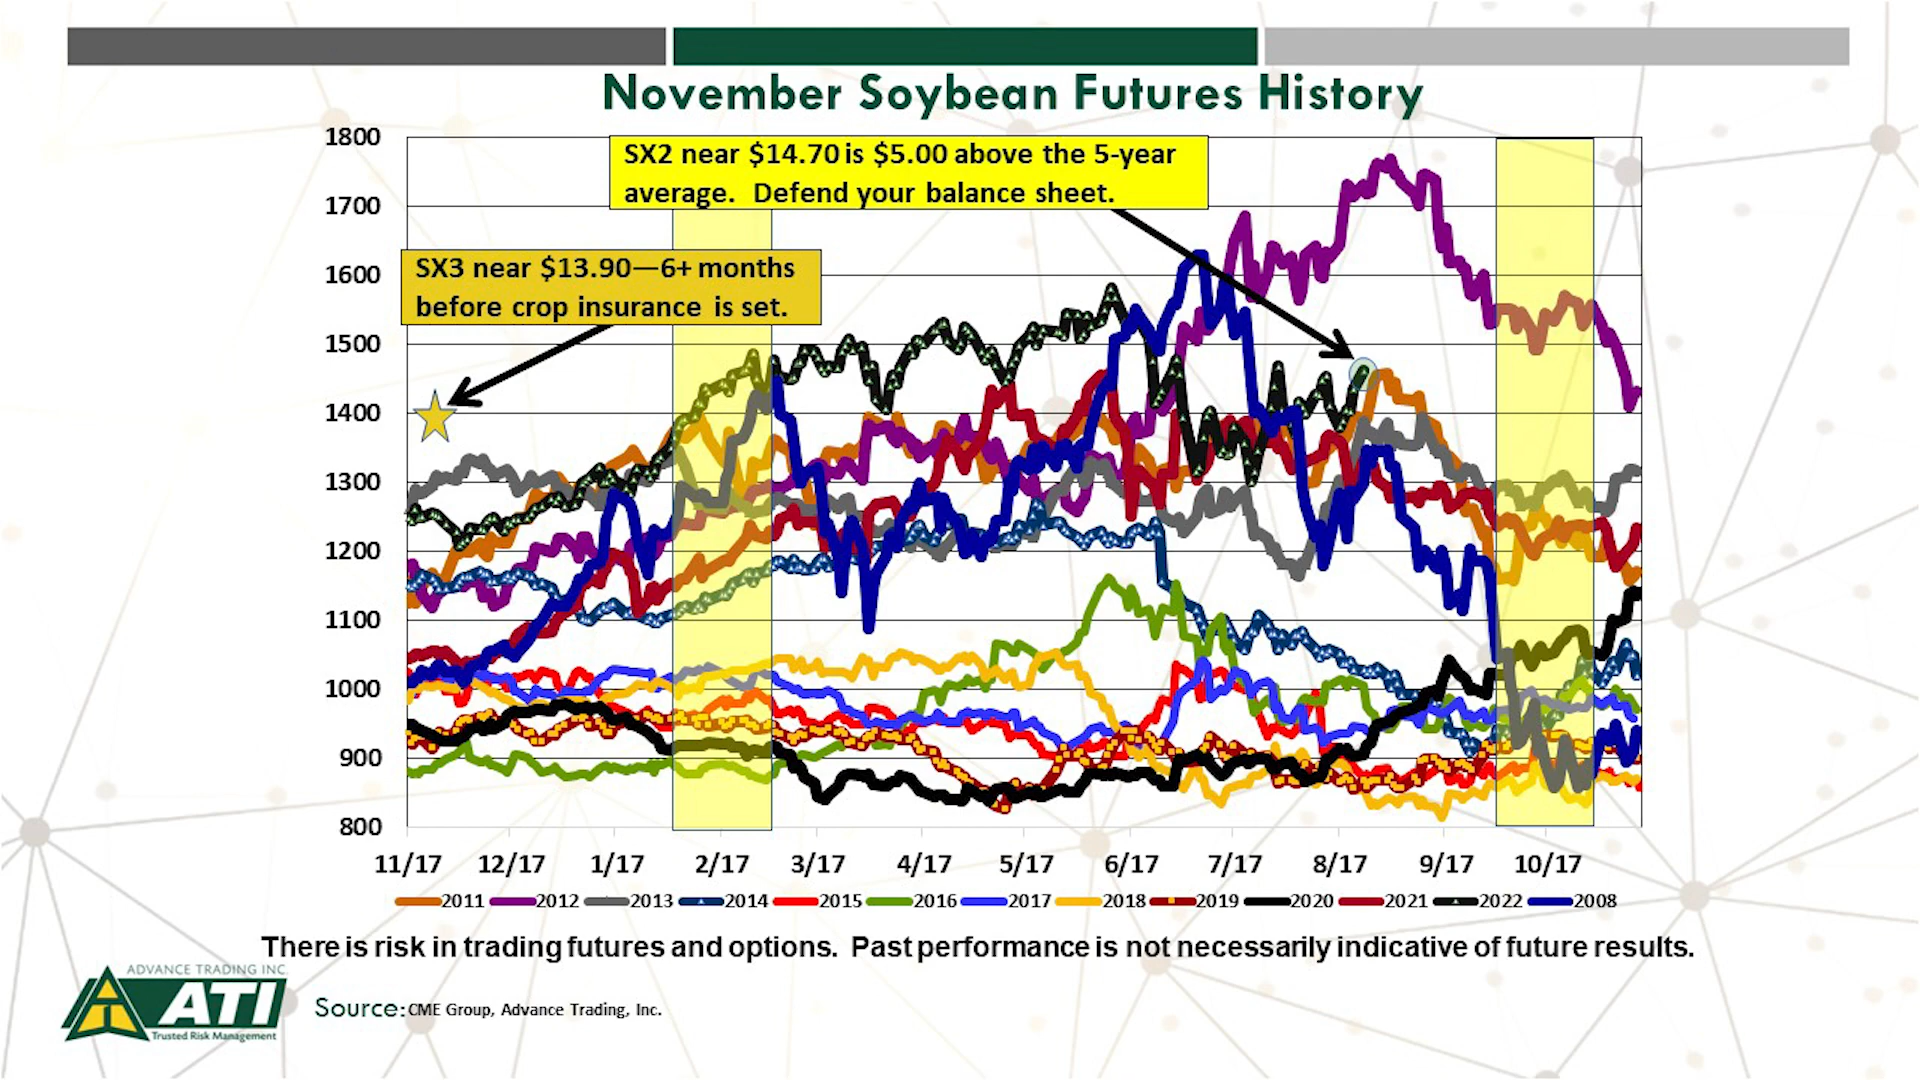 November Soybean Futures History
1800
1700
1600
1500
1400
1300
1200
1100
1000
900
800
SX2 near $14.70 is $5.00 above the 5-year
average. Defend your balance sheet.
SX3 near $13.90—6+ months
before crop insurance is set.
11/17 12/17 1/17 2/17 3/17 4/17 5/17 6/17 7/17 8/17 9/17 10/17
2011 2012 2013 2014 2015 2016 2017 2018 2019 2020 2021 2022 2008
There is risk in trading futures and options. Past performance is not necessarily indicative of future results.
ADVANCE TRADING INC.
ATI
Trusted Risk Management
Source: CME Group, Advance Trading, Inc.